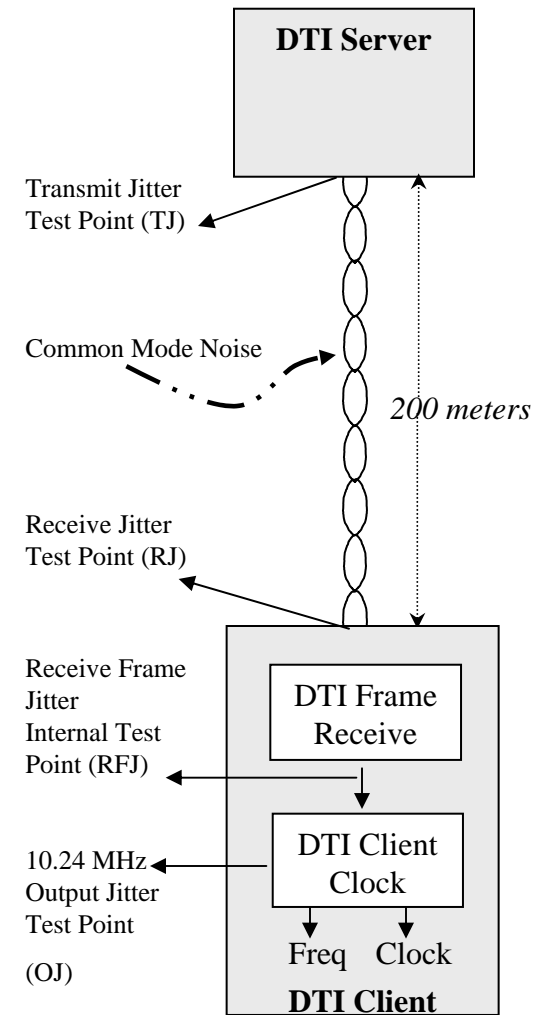 DTI Server
Transmit Jitter
Test Point (TJ)
Common Mode Noise
200 meters
Receive Jitter
Test Point (RJ)
Receive Frame
Jitter
Internal Test
Point (RFJ)
DTI Frame
Receive
10.24 MHz
Output Jitter
Test Point
(OJ)
DTI Client
Clock
Freq Clock
DTI Client